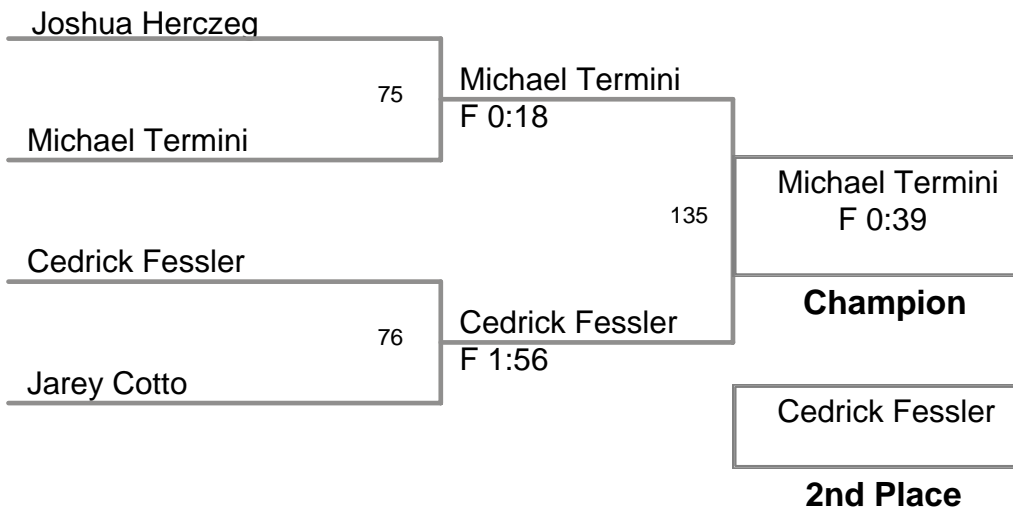 Joshua Herczeg
75
Michael Termini
F 0:18
Michael Termini
135
Michael Termini
F 0:39
Champion
Cedrick Fessler
76
Cedrick Fessler
F 1:56
Jarey Cotto
Cedrick Fessler
2nd Place